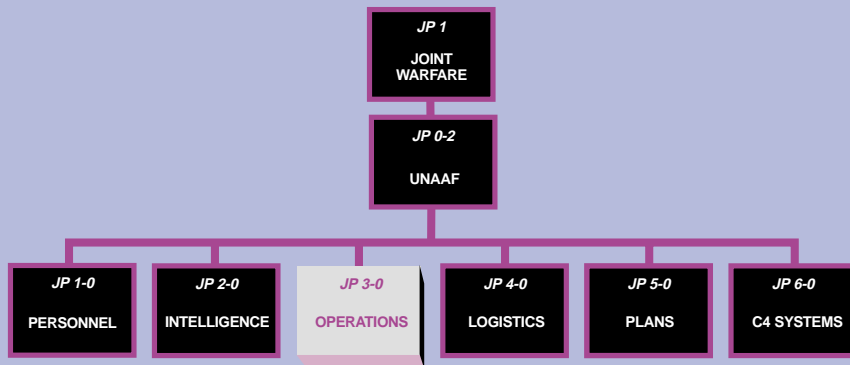 JP 1
JOINT
WARFARE
JP 0-2
UNAAF
JP 1-0
PERSONNEL
JP 2-0
INTELLIGENCE
JP 3-0
OPERATIONS
JP 4-0
LOGISTICS
JP 5-0
PLANS
JP 6-0
C4 SYSTEMS